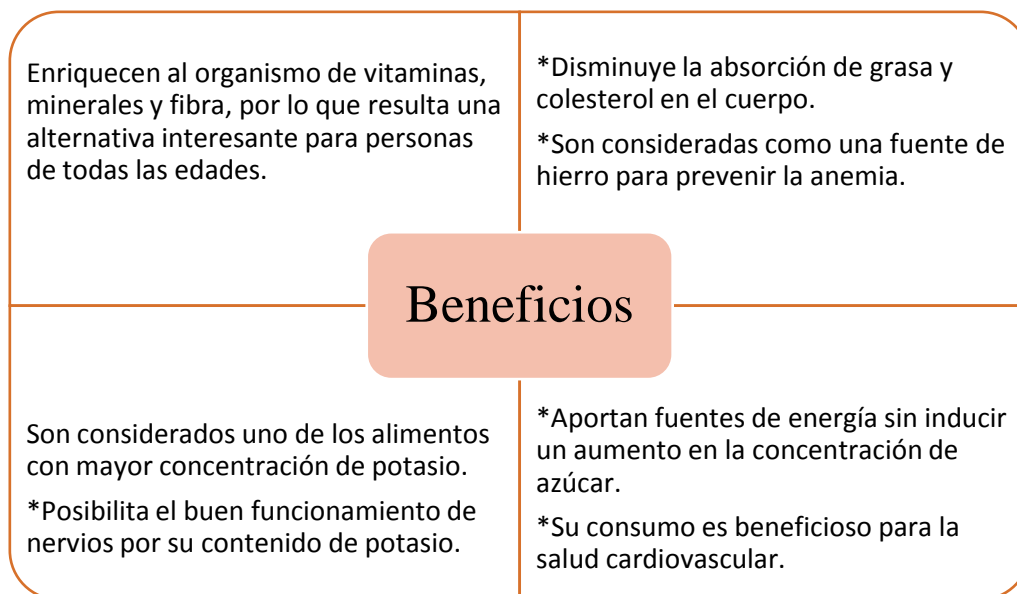 Enriquecen al organismo de vitaminas,
minerales y fibra, por lo que resulta una
alternativa interesante para personas
de todas las edades.
*Disminuye la absorción de grasa y
colesterol en el cuerpo.
*Son consideradas como una fuente de
hierro para prevenir la anemia.
Beneficios
Son considerados uno de los alimentos
con mayor concentración de potasio.
*Posibilita el buen funcionamiento de
nervios por su contenido de potasio.
*Aportan fuentes de energía sin inducir
un aumento en la concentración de
azúcar.
*Su consumo es beneficioso para la
salud cardiovascular.